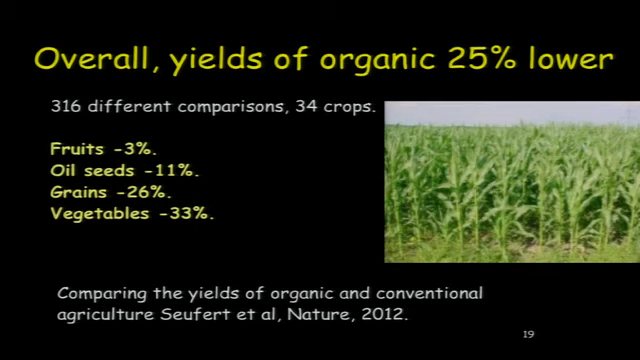 Overall, yields of organic 25% lower
316 different comparisons, 34 crops.
Fruits -3%.
Oil seeds -11%.
Grains -26%.
Vegetables -33%.
Comparing the yields of organic and conventional
agriculture Seufert et al, Nature, 2012.
19